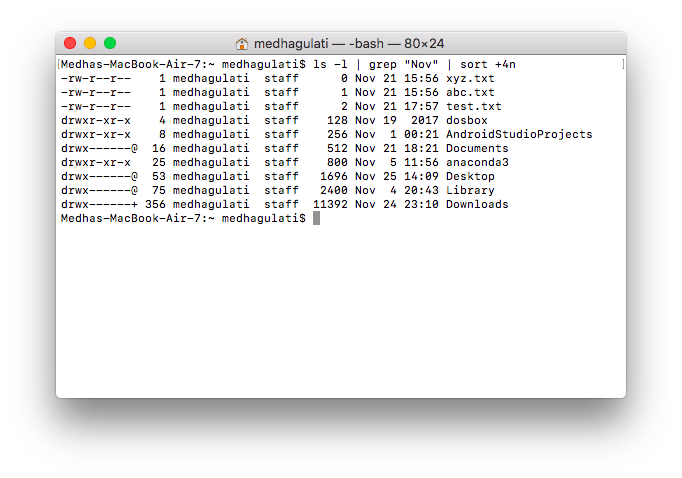 medhagulati — -bash — 80×24
[Medhas-MacBook-Air-7:~ medhagulati$ ls -l | grep "Nov" | sort +4n ]
-rw-r--r-- 1 medhagulati staff 0 Nov 21 15:56 xyz.txt
-rw-r--r-- 1 medhagulati staff 1 Nov 21 15:56 abc.txt
-rw-r--r-- 1 medhagulati staff 2 Nov 21 17:57 test.txt
drwxr-xr-x 4 medhagulati staff 128 Nov 19 2017 dosbox
drwxr-xr-x 8 medhagulati staff 256 Nov 1 00:21 AndroidStudioProjects
drwx------@ 16 medhagulati staff 512 Nov 21 18:21 Documents
drwxr-xr-x 25 medhagulati staff 800 Nov 5 11:56 anaconda3
drwx------@ 53 medhagulati staff 1696 Nov 25 14:09 Desktop
drwx------@ 75 medhagulati staff 2400 Nov 4 20:43 Library
drwx------+ 356 medhagulati staff 11392 Nov 24 23:10 Downloads
Medhas-MacBook-Air-7:~ medhagulati$